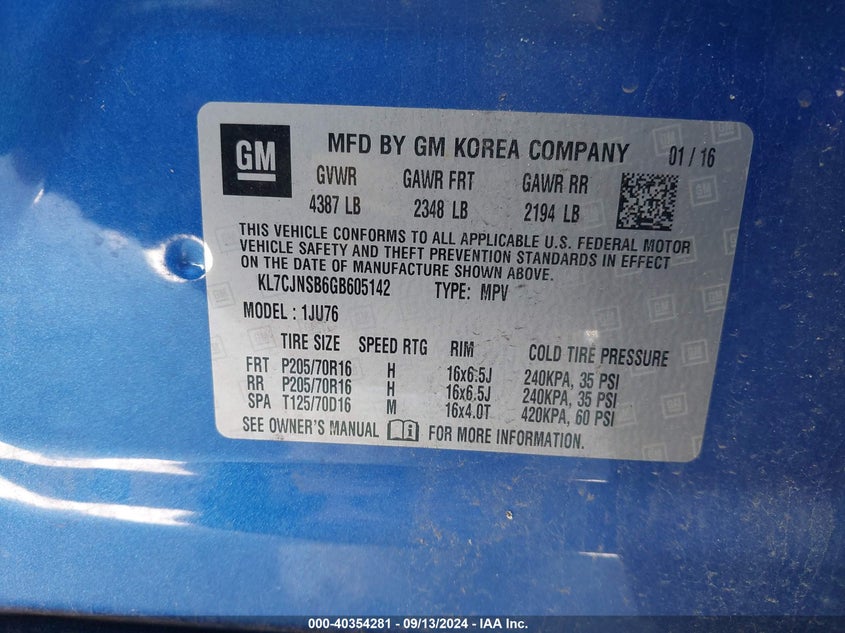 GM
MFD BY GM KOREA COMPANY 01 / 16
GVWR GAWR FRT GAWR RR
4387 LB 2348 LB 2194 LB
THIS VEHICLE CONFORMS TO ALL APPLICABLE U.S. FEDERAL MOTOR
VEHICLE SAFETY AND THEFT PREVENTION STANDARDS IN EFFECT
ON THE DATE OF MANUFACTURE SHOWN ABOVE.
KL7CJNSB6GB605142 TYPE: MPV
MODEL : 1JU76
TIRE SIZE SPEED RTG RIM COLD TIRE PRESSURE
FRT P205/70R16 H 16x6.5J 240KPA, 35 PSI
RR P205/70R16 H 16x6.5J 240KPA, 35 PSI
SPA T125/70D16 M 16x4.0T 420KPA, 60 PSI
SEE OWNER'S MANUAL FOR MORE INFORMATION.
000-40354281 - 09/13/2024 - IAA Inc.